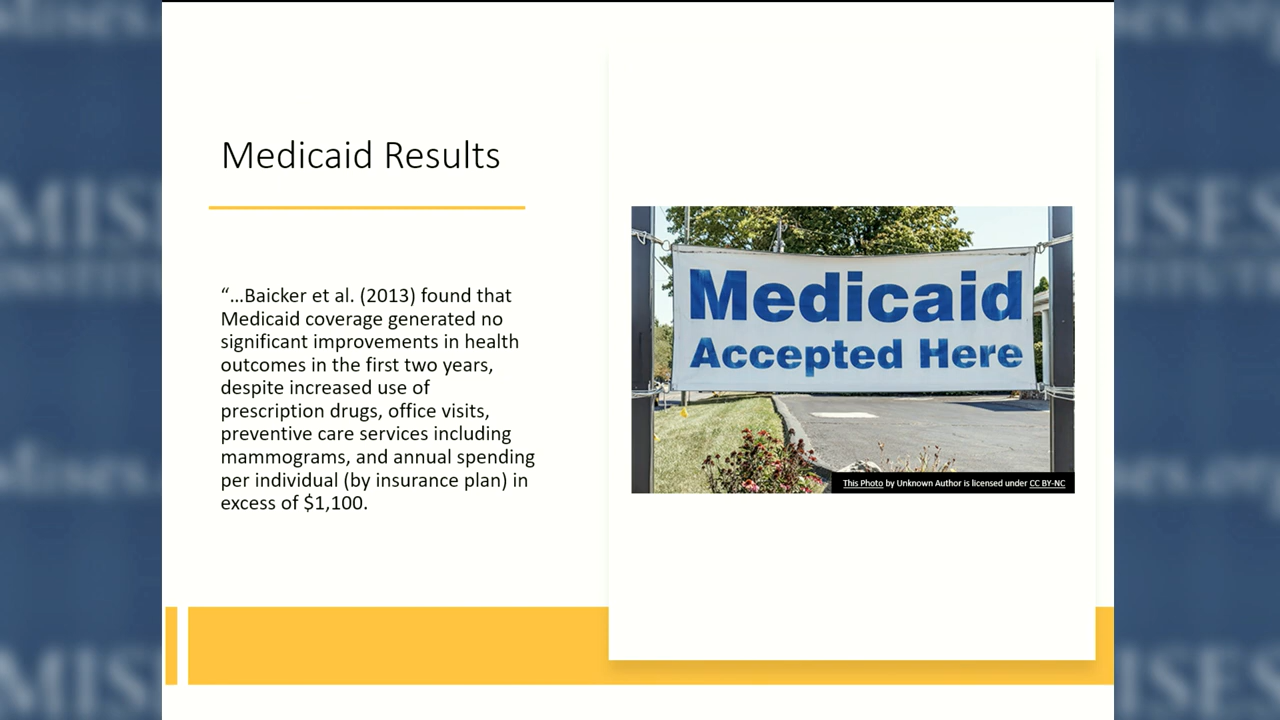 Medicaid Results
“…Baicker et al. (2013) found that
Medicaid coverage generated no
significant improvements in health
outcomes in the first two years,
despite increased use of
prescription drugs, office visits,
preventive care services including
mammograms, and annual spending
per individual (by insurance plan) in
excess of $1,100.
Medicaid
Accepted Here
This Photo by Unknown Author is licensed under CC BY-NC